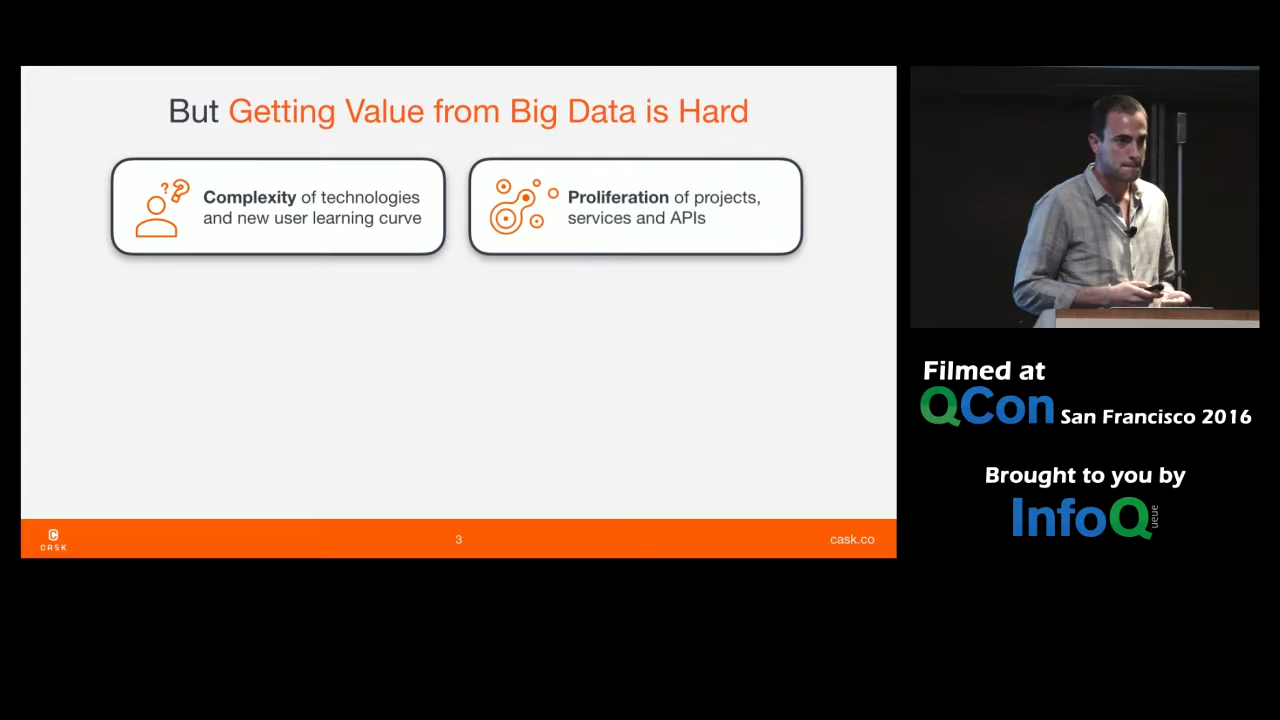 But Getting Value from Big Data is Hard
Complexity of technologies
and new user learning curve
Proliferation of projects,
services and APIs
CASK
3
cask.co
Filmed at
QCon San Francisco 2016
Brought to you by
InfoQ
ueue